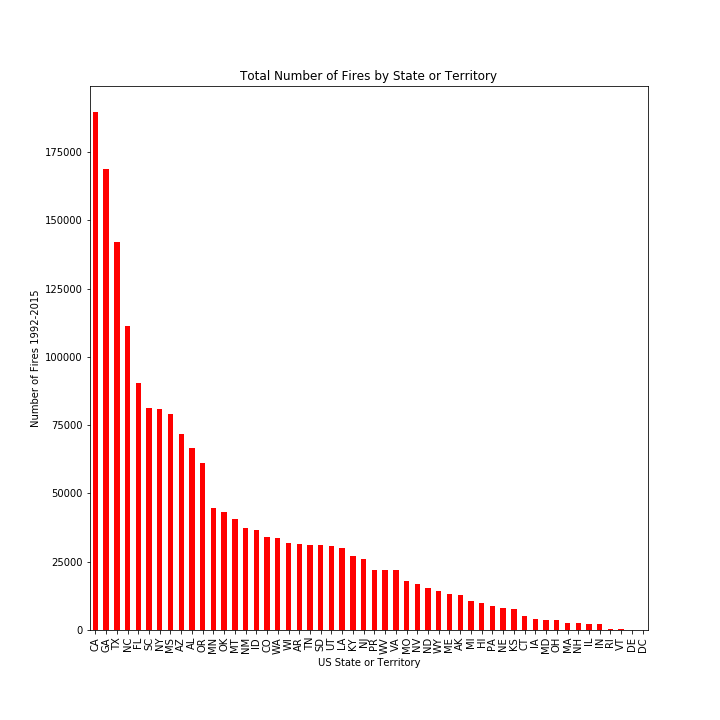 Total Number of Fires by State or Territory
175000
150000
125000
100000
75000
50000
25000
0
Number of Fires 1992-2015
CA GA TX NC FL SC NY MS AZ AL OR MN OK MT NM ID CO WA WI AR TN SD UT LA KY NJ PR WV VA MO NV ND WY ME AK MI HI PA NE KS CT IA MD OH MA NH IL IN RI VT DE DC
US State or Territory